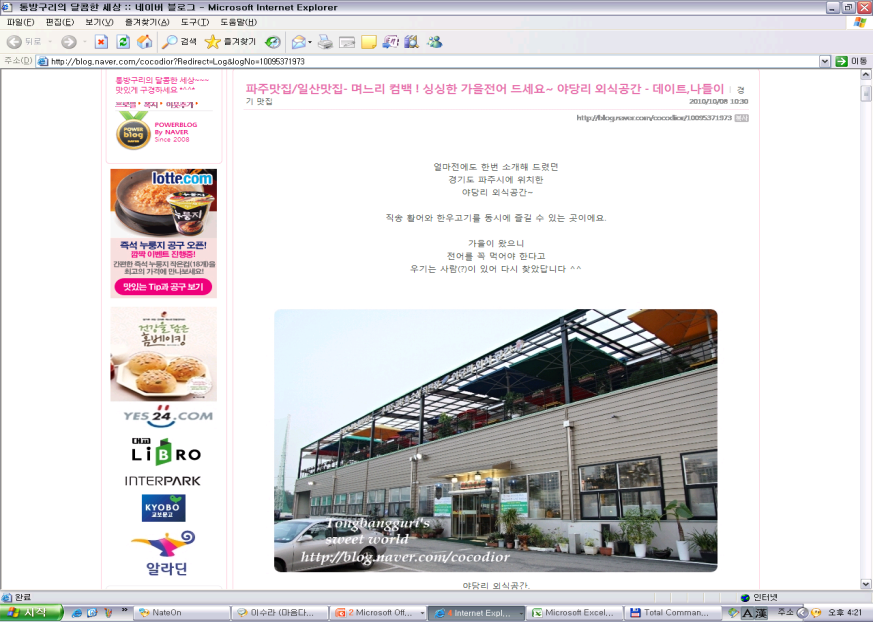 통방구리의 달콤한 세상 :: 네이버 블로그 - Microsoft Internet Explorer
파일(F) 편집(E) 보기(V) 즐겨찾기(A) 도구(T) 도움말(H)
뒤로 검색 즐겨찾기
주소(D) http://blog.naver.com/cocodior?Redirect=Log&logNo=10095371973 이동
통방구리의 달콤한 세상~~~
맛있게 구경하세요 *^^*
프로필 쪽지 이웃추가
POWER blog
POWERBLOG
By NAVER
Since 2008
lotte.com
누룽지
즉석 누룽지 공구 오픈!
깜짝 이벤트 진행중!
간편한 즉석 누룽지 작은컵(18개)을
최고의 가격에 만나보세요!
맛있는 Tip과 공구 보기
건강을 담은
홈베이킹
YES24.COM
대교
LiBRO
INTERPARK
KYOBO
교보문고
알라딘
파주맛집/일산맛집- 며느리 컴백 ! 싱싱한 가을전어 드세요~ 야당리 외식공간 - 데이트,나들이 | 경
기 맛집
2010/10/08 10:30
http://blog.naver.com/cocodior/10095371973 복사
얼마전에도 한번 소개해 드렸던
경기도 파주시에 위치한
야당리 외식공간~
직송 활어와 한우고기를 동시에 즐길 수 있는 곳이에요.
가을이 왔으니
전어를 꼭 먹어야 한다고
우기는 사람(?)이 있어 다시 찾았답니다 ^^
Tongbangguri's
sweet world
http://blog.naver.com/cocodior
야당리 외식공간.
완료 인터넷
시작 NateOn 이수라 (마음다... 2 Microsoft Off... 4 Internet Expl... Microsoft Excel... Total Comman... A 漢 주소 오후 4:21